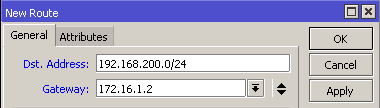 New Route
General Attributes
OK
Dst. Address: 192.168.200.0/24
Cancel
Gateway: 172.16.1.2
Apply